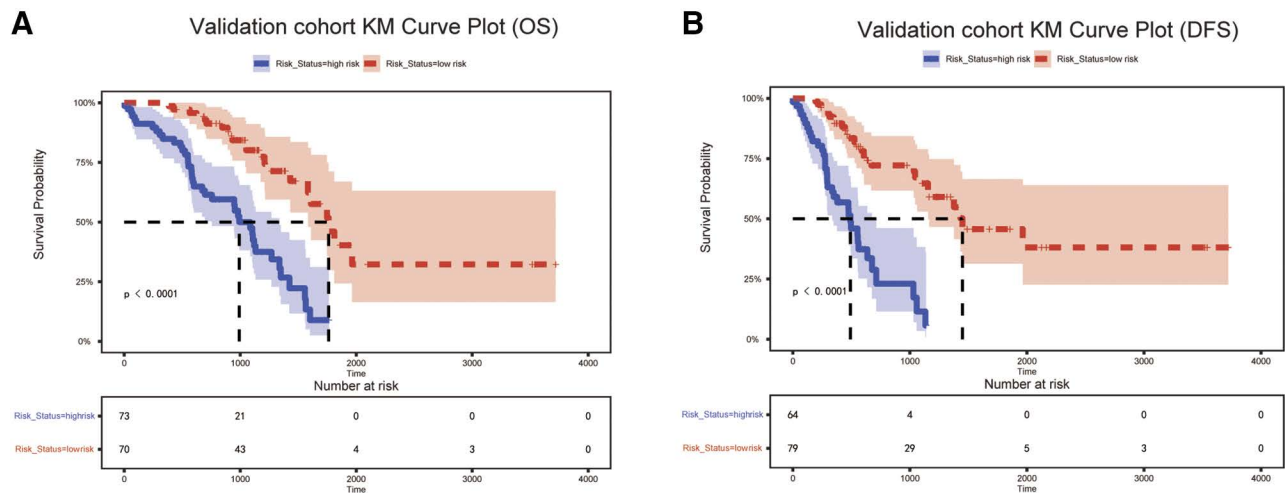 A
Validation cohort KM Curve Plot (OS)
Risk_Status=high risk Risk_Status=low risk
Survival Probability
100%
75%
50%
25%
0%
p < 0.0001
0 1000 2000 3000 4000
Time
Number at risk
Risk_Status=highrisk 73 21 0 0 0
Risk_Status=lowrisk 70 43 4 3 0
0 1000 2000 3000 4000
Time
B
Validation cohort KM Curve Plot (DFS)
Risk_Status=high risk Risk_Status=low risk
Survival Probability
100%
75%
50%
25%
0%
p < 0.0001
0 1000 2000 3000 4000
Time
Number at risk
Risk_Status=highrisk 64 4 0 0 0
Risk_Status=lowrisk 79 29 5 3 0
0 1000 2000 3000 4000
Time